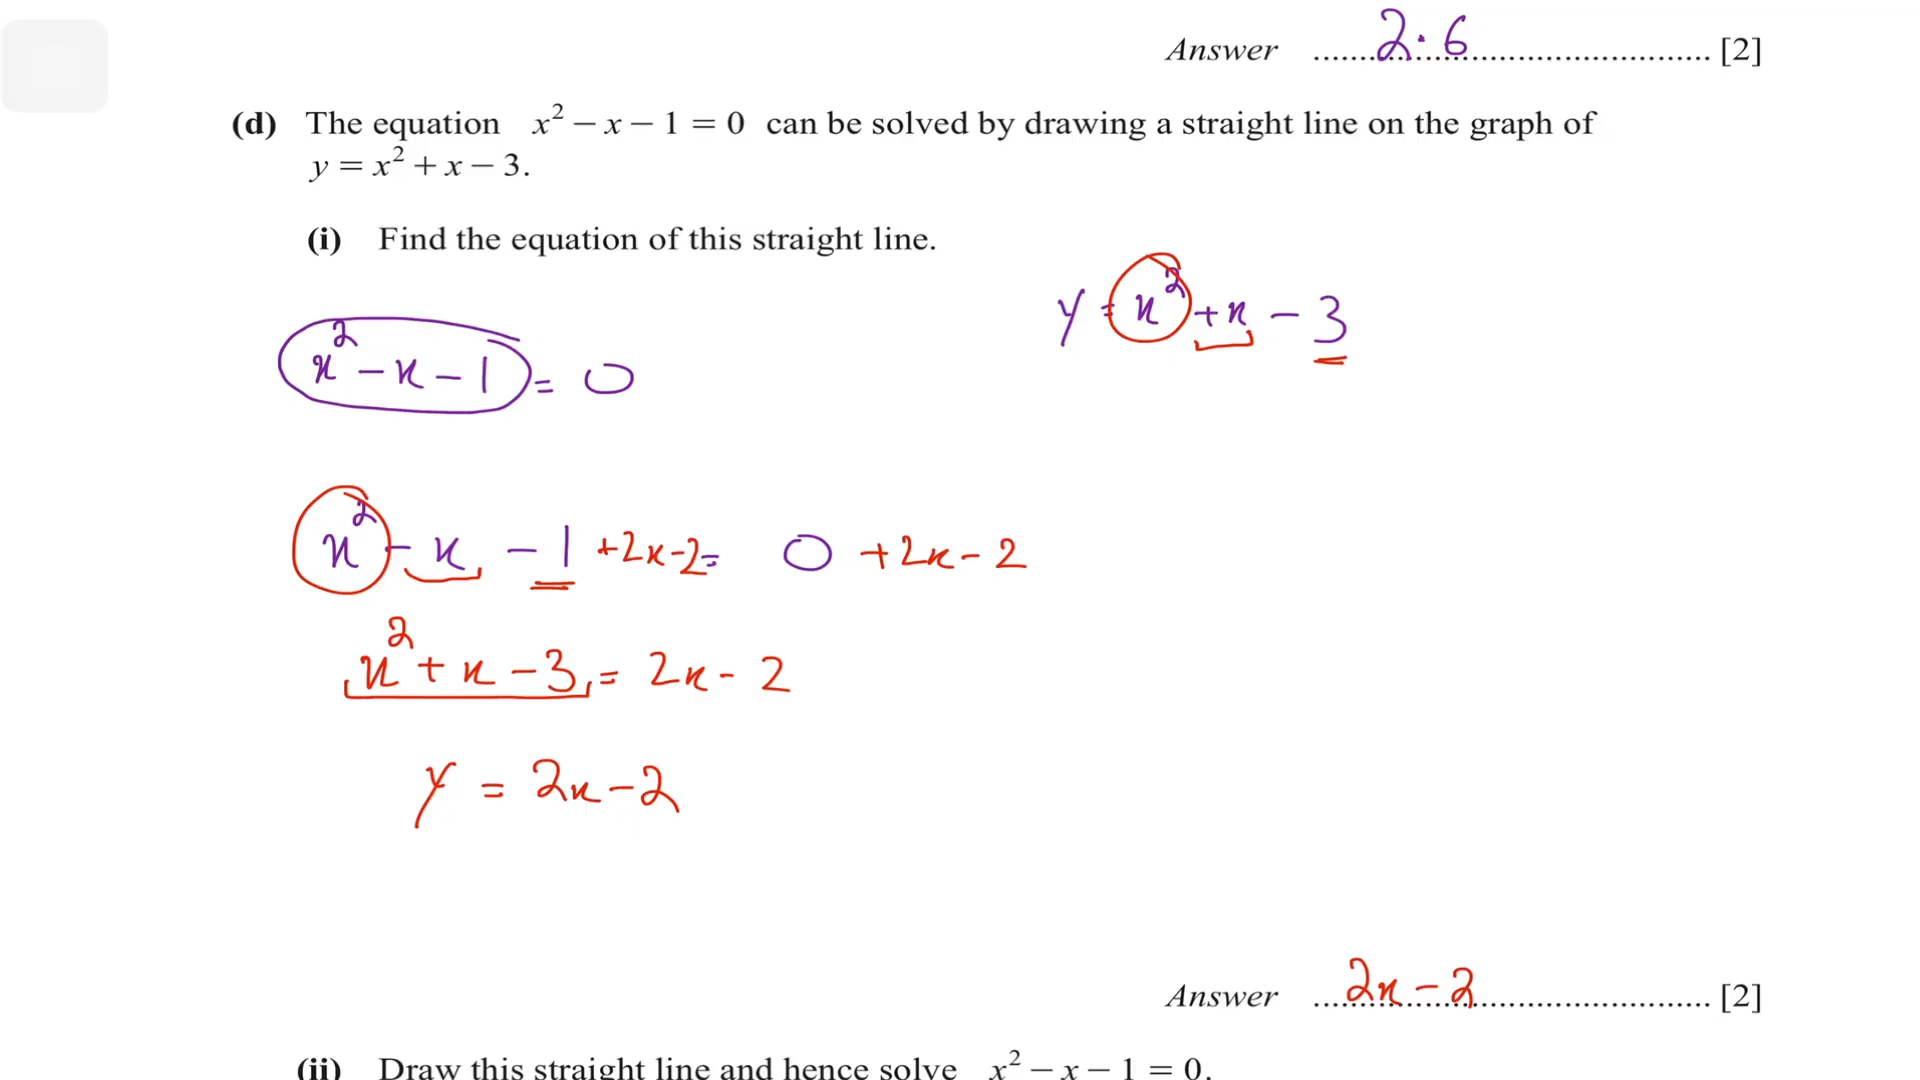 Answer ........2.6........ [2]
(d) The equation x² − x − 1 = 0 can be solved by drawing a straight line on the graph of
y = x² + x − 3.
(i) Find the equation of this straight line.
y = x² + x − 3
x² − x − 1 = 0
x² − x − 1 + 2x − 2 = 0 + 2x − 2
x² + x − 3 = 2x − 2
y = 2x − 2
Answer ........2x − 2........ [2]
(ii) Draw this straight line and hence solve x² − x − 1 = 0.